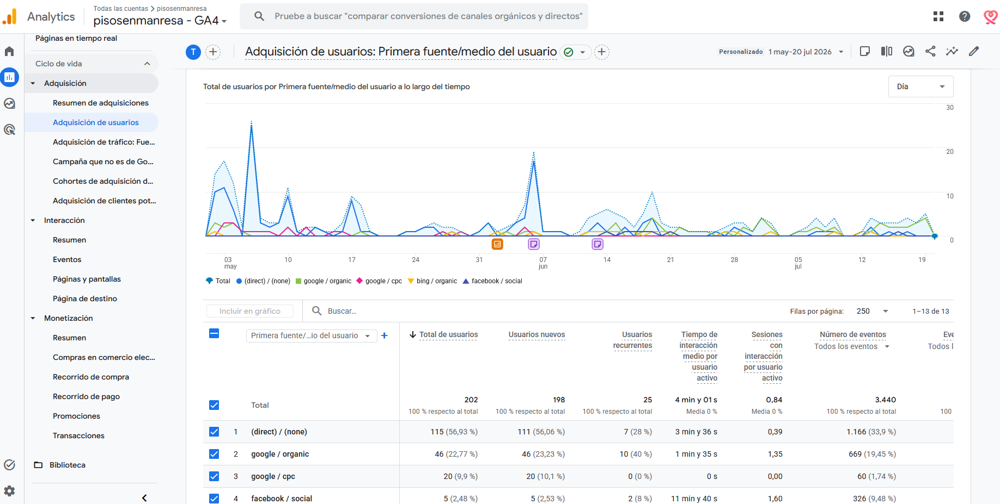 Analytics
Todas las cuentas > pisosenmanresa
pisosenmanresa - GA4
Pruebe a buscar "comparar conversiones de canales orgánicos y directos"
Páginas en tiempo real
Ciclo de vida
Adquisición
Resumen de adquisiciones
Adquisición de usuarios
Adquisición de tráfico: Fue...
Campaña que no es de Go...
Cohortes de adquisición d...
Adquisición de clientes pot...
Interacción
Resumen
Eventos
Páginas y pantallas
Página de destino
Monetización
Resumen
Compras en comercio elec...
Recorrido de compra
Recorrido de pago
Promociones
Transacciones
Biblioteca
T
Adquisición de usuarios: Primera fuente/medio del usuario
Personalizado 1 may-20 jul 2026
Total de usuarios por Primera fuente/medio del usuario a lo largo del tiempo
Día
30
20
10
0
03 may
10
17
24
31
07 jun
14
21
28
05 jul
12
19
Total (direct) / (none) google / organic google / cpc bing / organic facebook / social
Incluir en gráfico
Buscar...
Filas por página: 250 1–13 de 13
Primera fuente/...io del usuario
Total de usuarios
Usuarios nuevos
Usuarios recurrentes
Tiempo de interacción medio por usuario activo
Sesiones con interacción por usuario activo
Número de eventos
Todos los eventos
Eve
Todos l
Total
202 198 25 4 min y 01 s 0,84 3.440
100 % respecto al total 100 % respecto al total 100 % respecto al total Media 0 % Media 0 % 100 % respecto al total 100
1 (direct) / (none) 115 (56,93 %) 111 (56,06 %) 7 (28 %) 3 min y 36 s 0,39 1.166 (33,9 %)
2 google / organic 46 (22,77 %) 46 (23,23 %) 10 (40 %) 1 min y 35 s 1,35 669 (19,45 %)
3 google / cpc 20 (9,9 %) 20 (10,1 %) 0 (0 %) 0 s 0,00 60 (1,74 %)
4 facebook / social 5 (2,48 %) 5 (2,53 %) 2 (8 %) 11 min y 40 s 1,60 326 (9,48 %)